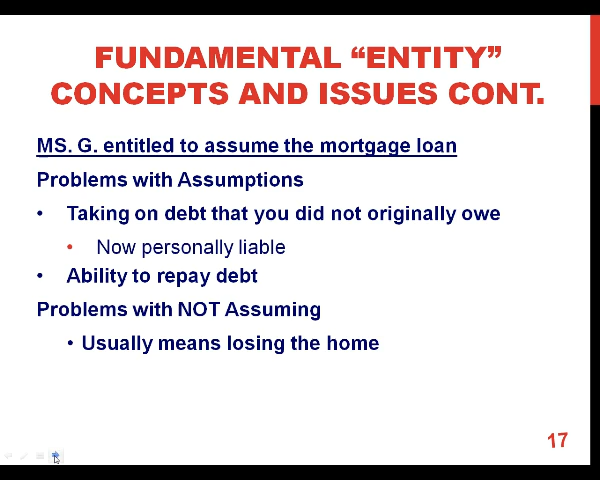 FUNDAMENTAL “ENTITY”
CONCEPTS AND ISSUES CONT.
MS. G. entitled to assume the mortgage loan
Problems with Assumptions
• Taking on debt that you did not originally owe
• Now personally liable
• Ability to repay debt
Problems with NOT Assuming
• Usually means losing the home
17